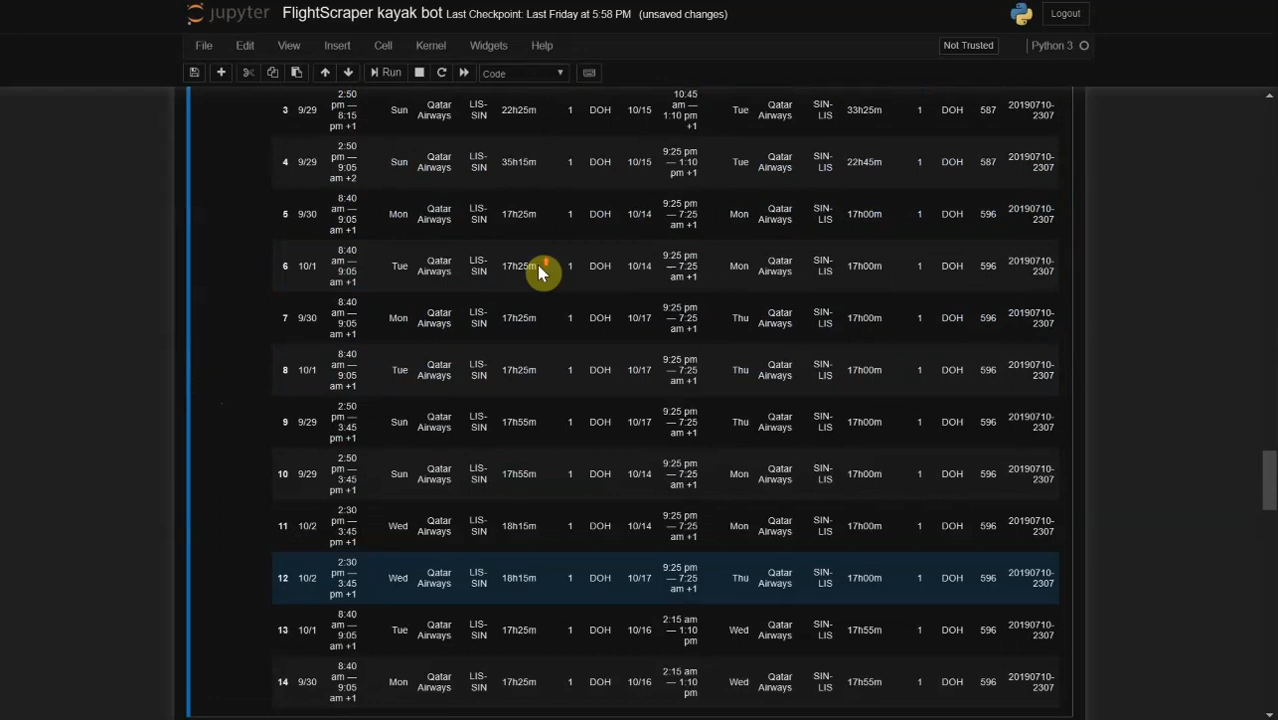 jupyter FlightScraper kayak bot Last Checkpoint: Last Friday at 5:58 PM (unsaved changes) Logout
File Edit View Insert Cell Kernel Widgets Help Not Trusted Python 3
Run Code
3 9/29 2:50 pm — 8:15 pm +1 Sun Qatar Airways LIS-SIN 22h25m 1 DOH 10/15 10:45 am — 1:10 pm +1 Tue Qatar Airways SIN-LIS 33h25m 1 DOH 587 20190710-2307
4 9/29 2:50 pm — 9:05 am +2 Sun Qatar Airways LIS-SIN 35h15m 1 DOH 10/15 9:25 pm — 1:10 pm +1 Tue Qatar Airways SIN-LIS 22h45m 1 DOH 587 20190710-2307
5 9/30 8:40 am — 9:05 am +1 Mon Qatar Airways LIS-SIN 17h25m 1 DOH 10/14 9:25 pm — 7:25 am +1 Mon Qatar Airways SIN-LIS 17h00m 1 DOH 596 20190710-2307
6 10/1 8:40 am — 9:05 am +1 Tue Qatar Airways LIS-SIN 17h25m 1 DOH 10/14 9:25 pm — 7:25 am +1 Mon Qatar Airways SIN-LIS 17h00m 1 DOH 596 20190710-2307
7 9/30 8:40 am — 9:05 am +1 Mon Qatar Airways LIS-SIN 17h25m 1 DOH 10/17 9:25 pm — 7:25 am +1 Thu Qatar Airways SIN-LIS 17h00m 1 DOH 596 20190710-2307
8 10/1 8:40 am — 9:05 am +1 Tue Qatar Airways LIS-SIN 17h25m 1 DOH 10/17 9:25 pm — 7:25 am +1 Thu Qatar Airways SIN-LIS 17h00m 1 DOH 596 20190710-2307
9 9/29 2:50 pm — 3:45 pm +1 Sun Qatar Airways LIS-SIN 17h55m 1 DOH 10/17 9:25 pm — 7:25 am +1 Thu Qatar Airways SIN-LIS 17h00m 1 DOH 596 20190710-2307
10 9/29 2:50 pm — 3:45 pm +1 Sun Qatar Airways LIS-SIN 17h55m 1 DOH 10/14 9:25 pm — 7:25 am +1 Mon Qatar Airways SIN-LIS 17h00m 1 DOH 596 20190710-2307
11 10/2 2:30 pm — 3:45 pm +1 Wed Qatar Airways LIS-SIN 18h15m 1 DOH 10/14 9:25 pm — 7:25 am +1 Mon Qatar Airways SIN-LIS 17h00m 1 DOH 596 20190710-2307
12 10/2 2:30 pm — 3:45 pm +1 Wed Qatar Airways LIS-SIN 18h15m 1 DOH 10/17 9:25 pm — 7:25 am +1 Thu Qatar Airways SIN-LIS 17h00m 1 DOH 596 20190710-2307
13 10/1 8:40 am — 9:05 am +1 Tue Qatar Airways LIS-SIN 17h25m 1 DOH 10/16 2:15 am — 1:10 pm Wed Qatar Airways SIN-LIS 17h55m 1 DOH 596 20190710-2307
14 9/30 8:40 am — 9:05 am +1 Mon Qatar Airways LIS-SIN 17h25m 1 DOH 10/16 2:15 am — 1:10 pm Wed Qatar Airways SIN-LIS 17h55m 1 DOH 596 20190710-2307